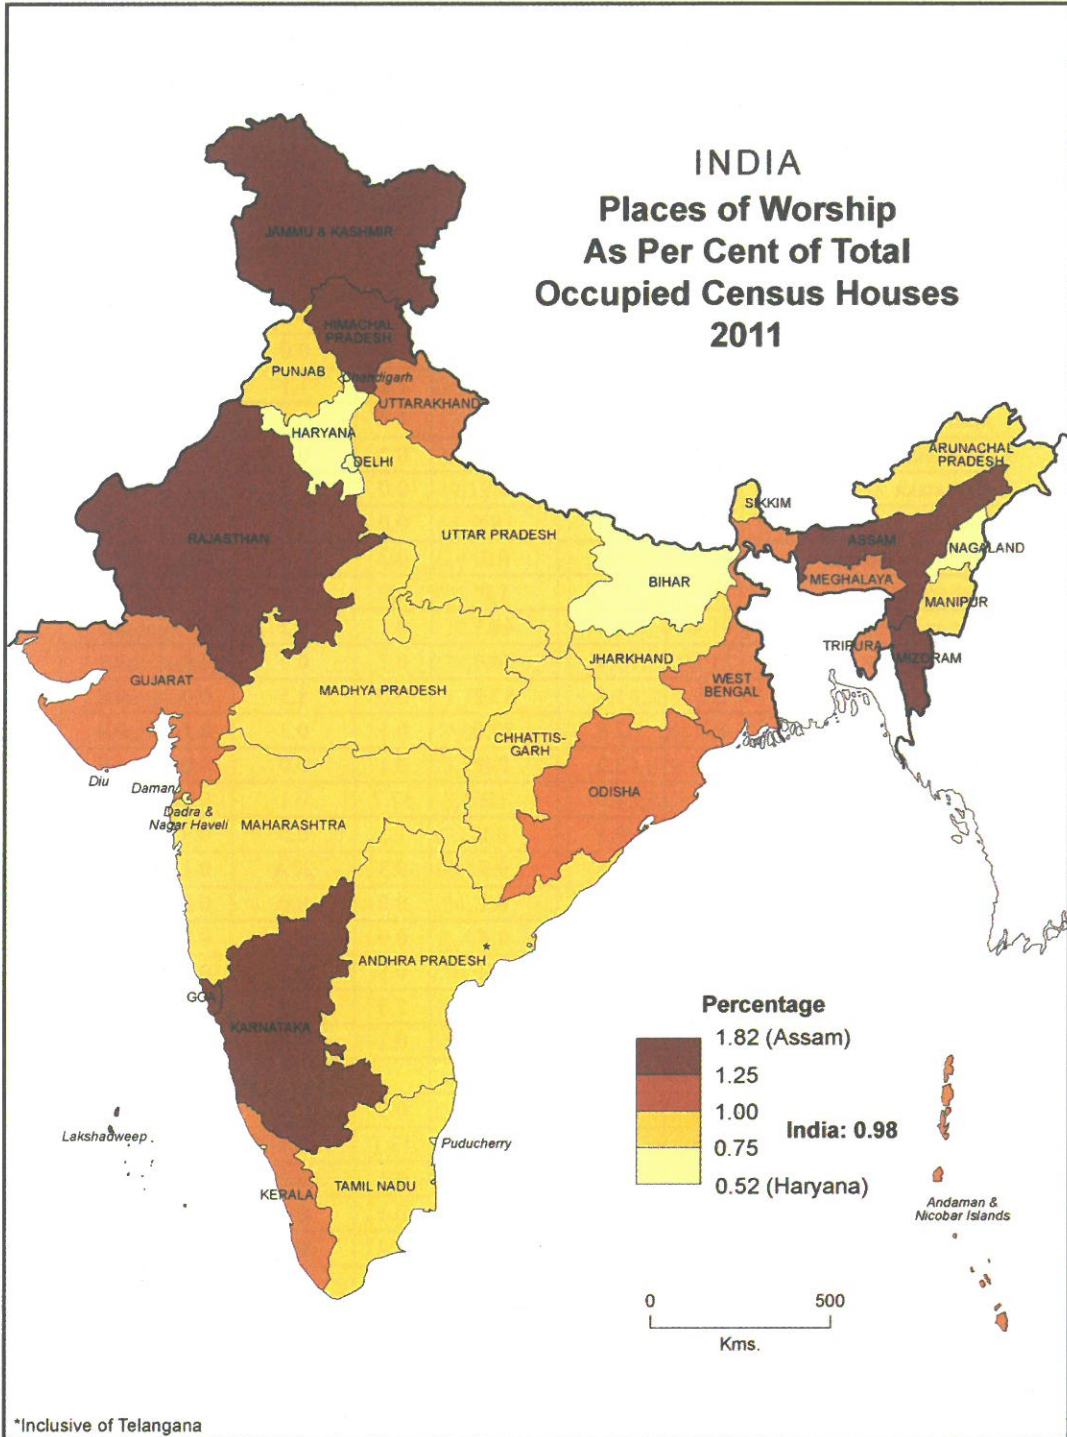 INDIA
Places of Worship
As Per Cent of Total
Occupied Census Houses
2011
JAMMU & KASHMIR
HIMACHAL
PRADESH
PUNJAB
Chandigarh
UTTARAKHAND
HARYANA
DELHI
ARUNACHAL
PRADESH
SIKKIM
RAJASTHAN
UTTAR PRADESH
ASSAM
NAGALAND
BIHAR
MEGHALAYA
MANIPUR
TRIPURA
MIZORAM
JHARKHAND
GUJARAT
MADHYA PRADESH
WEST
BENGAL
CHHATTIS-
GARH
Diu
Daman
Dadra &
Nagar Haveli
MAHARASHTRA
ODISHA
*
ANDHRA PRADESH
GOA
KARNATAKA
Percentage
1.82 (Assam)
1.25
1.00
India: 0.98
0.75
0.52 (Haryana)
Lakshadweep
Puducherry
KERALA
TAMIL NADU
Andaman &
Nicobar Islands
0 500
Kms.
*Inclusive of Telangana